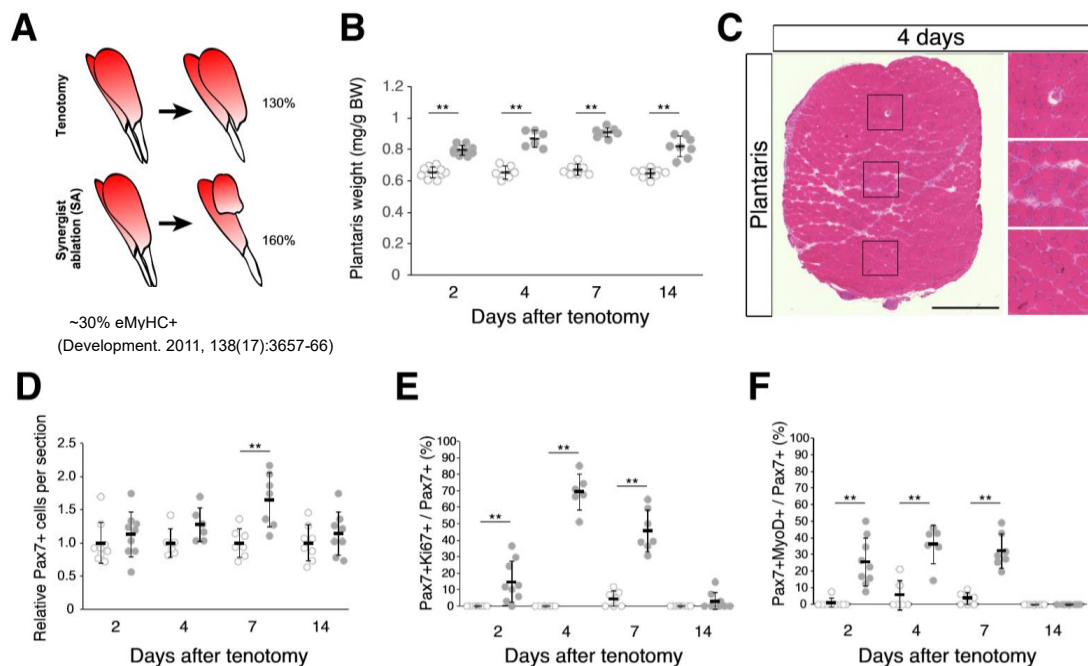 A
Tenotomy
130%
Synergist
ablation (SA)
160%
~30% eMyHC+
(Development. 2011, 138(17):3657-66)
B
Plantaris weight (mg/g BW)
1.2
1
0.8
0.6
0.4
0.2
0
** ** ** **
2 4 7 14
Days after tenotomy
C
4 days
Plantaris
D
Relative Pax7+ cells per section
2.5
2.0
1.5
1.0
0.5
0
**
2 4 7 14
Days after tenotomy
E
Pax7+Ki67+ / Pax7+ (%)
100
90
80
70
60
50
40
30
20
10
0
** ** **
2 4 7 14
Days after tenotomy
F
Pax7+MyoD+ / Pax7+ (%)
100
90
80
70
60
50
40
30
20
10
0
** ** **
2 4 7 14
Days after tenotomy